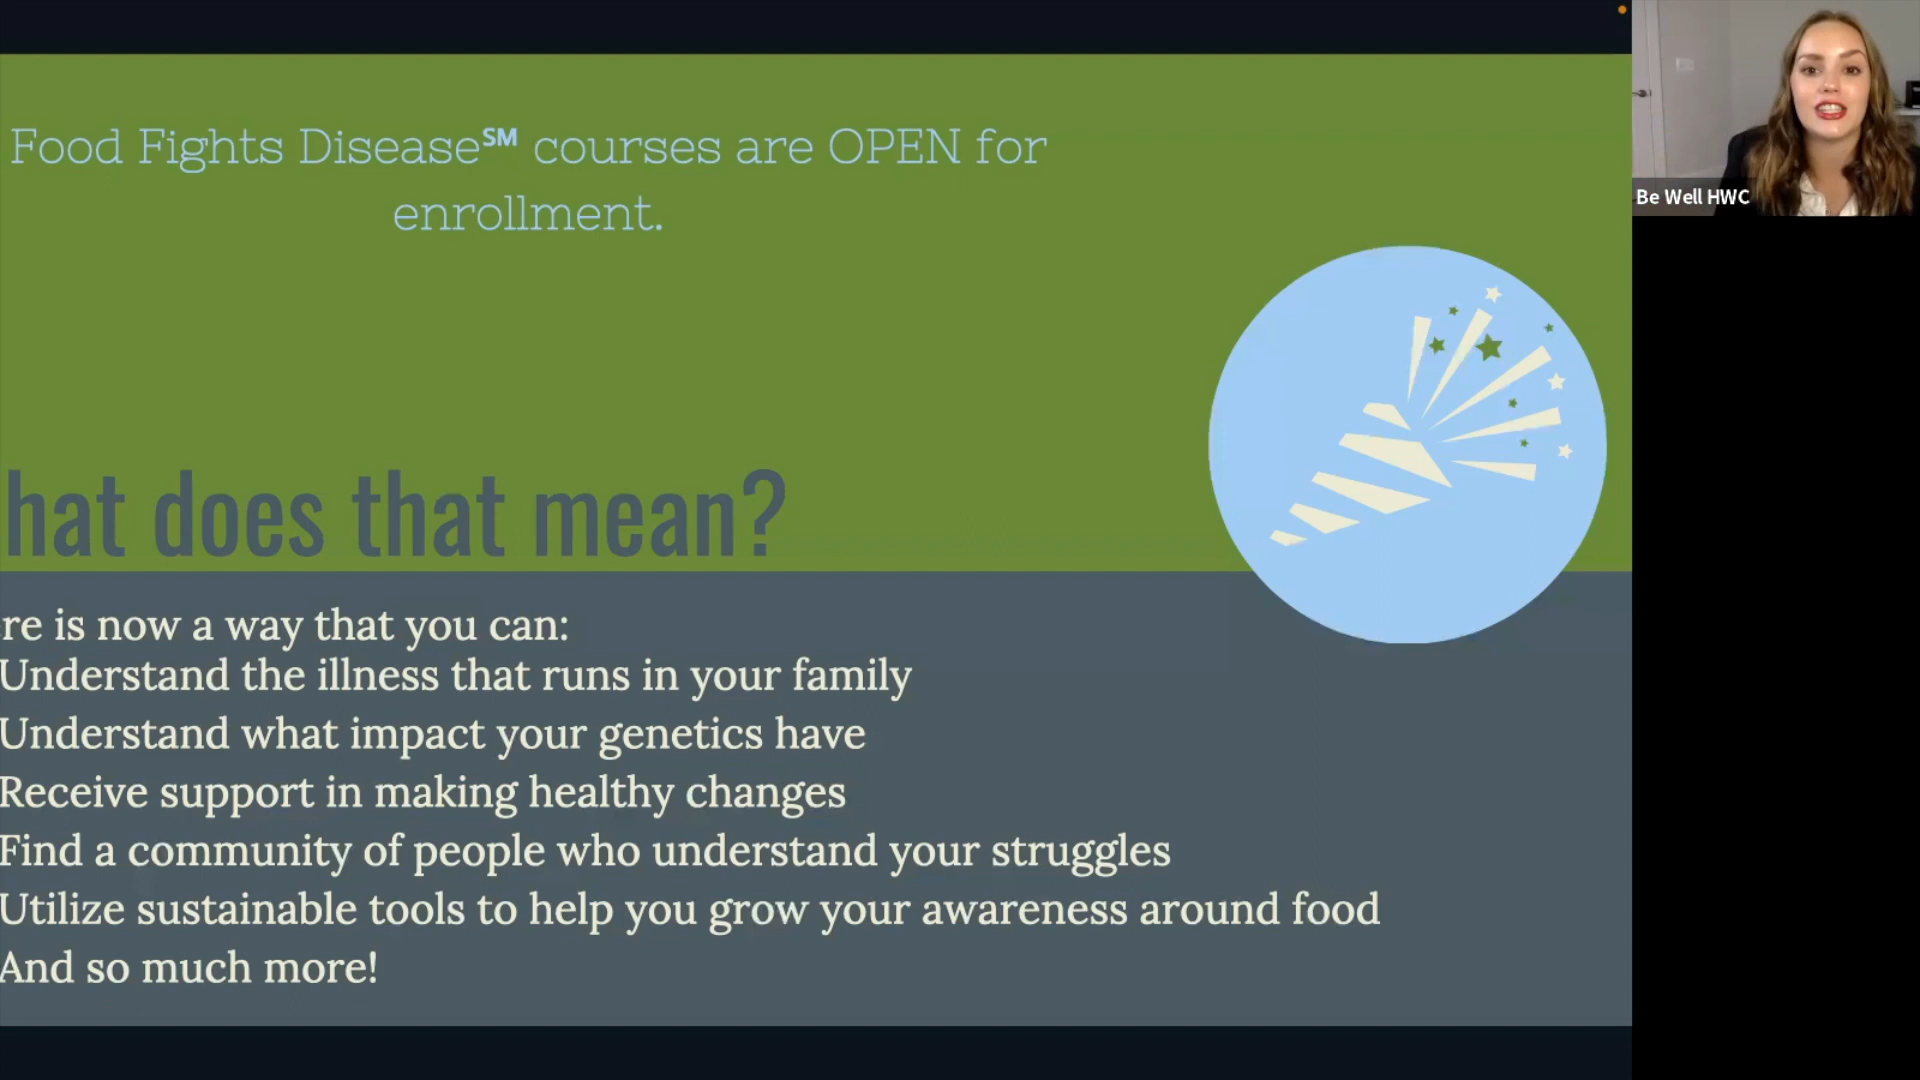 Food Fights Disease℠ courses are OPEN for
enrollment.
hat does that mean?
re is now a way that you can:
Understand the illness that runs in your family
Understand what impact your genetics have
Receive support in making healthy changes
Find a community of people who understand your struggles
Utilize sustainable tools to help you grow your awareness around food
And so much more!
Be Well HWC